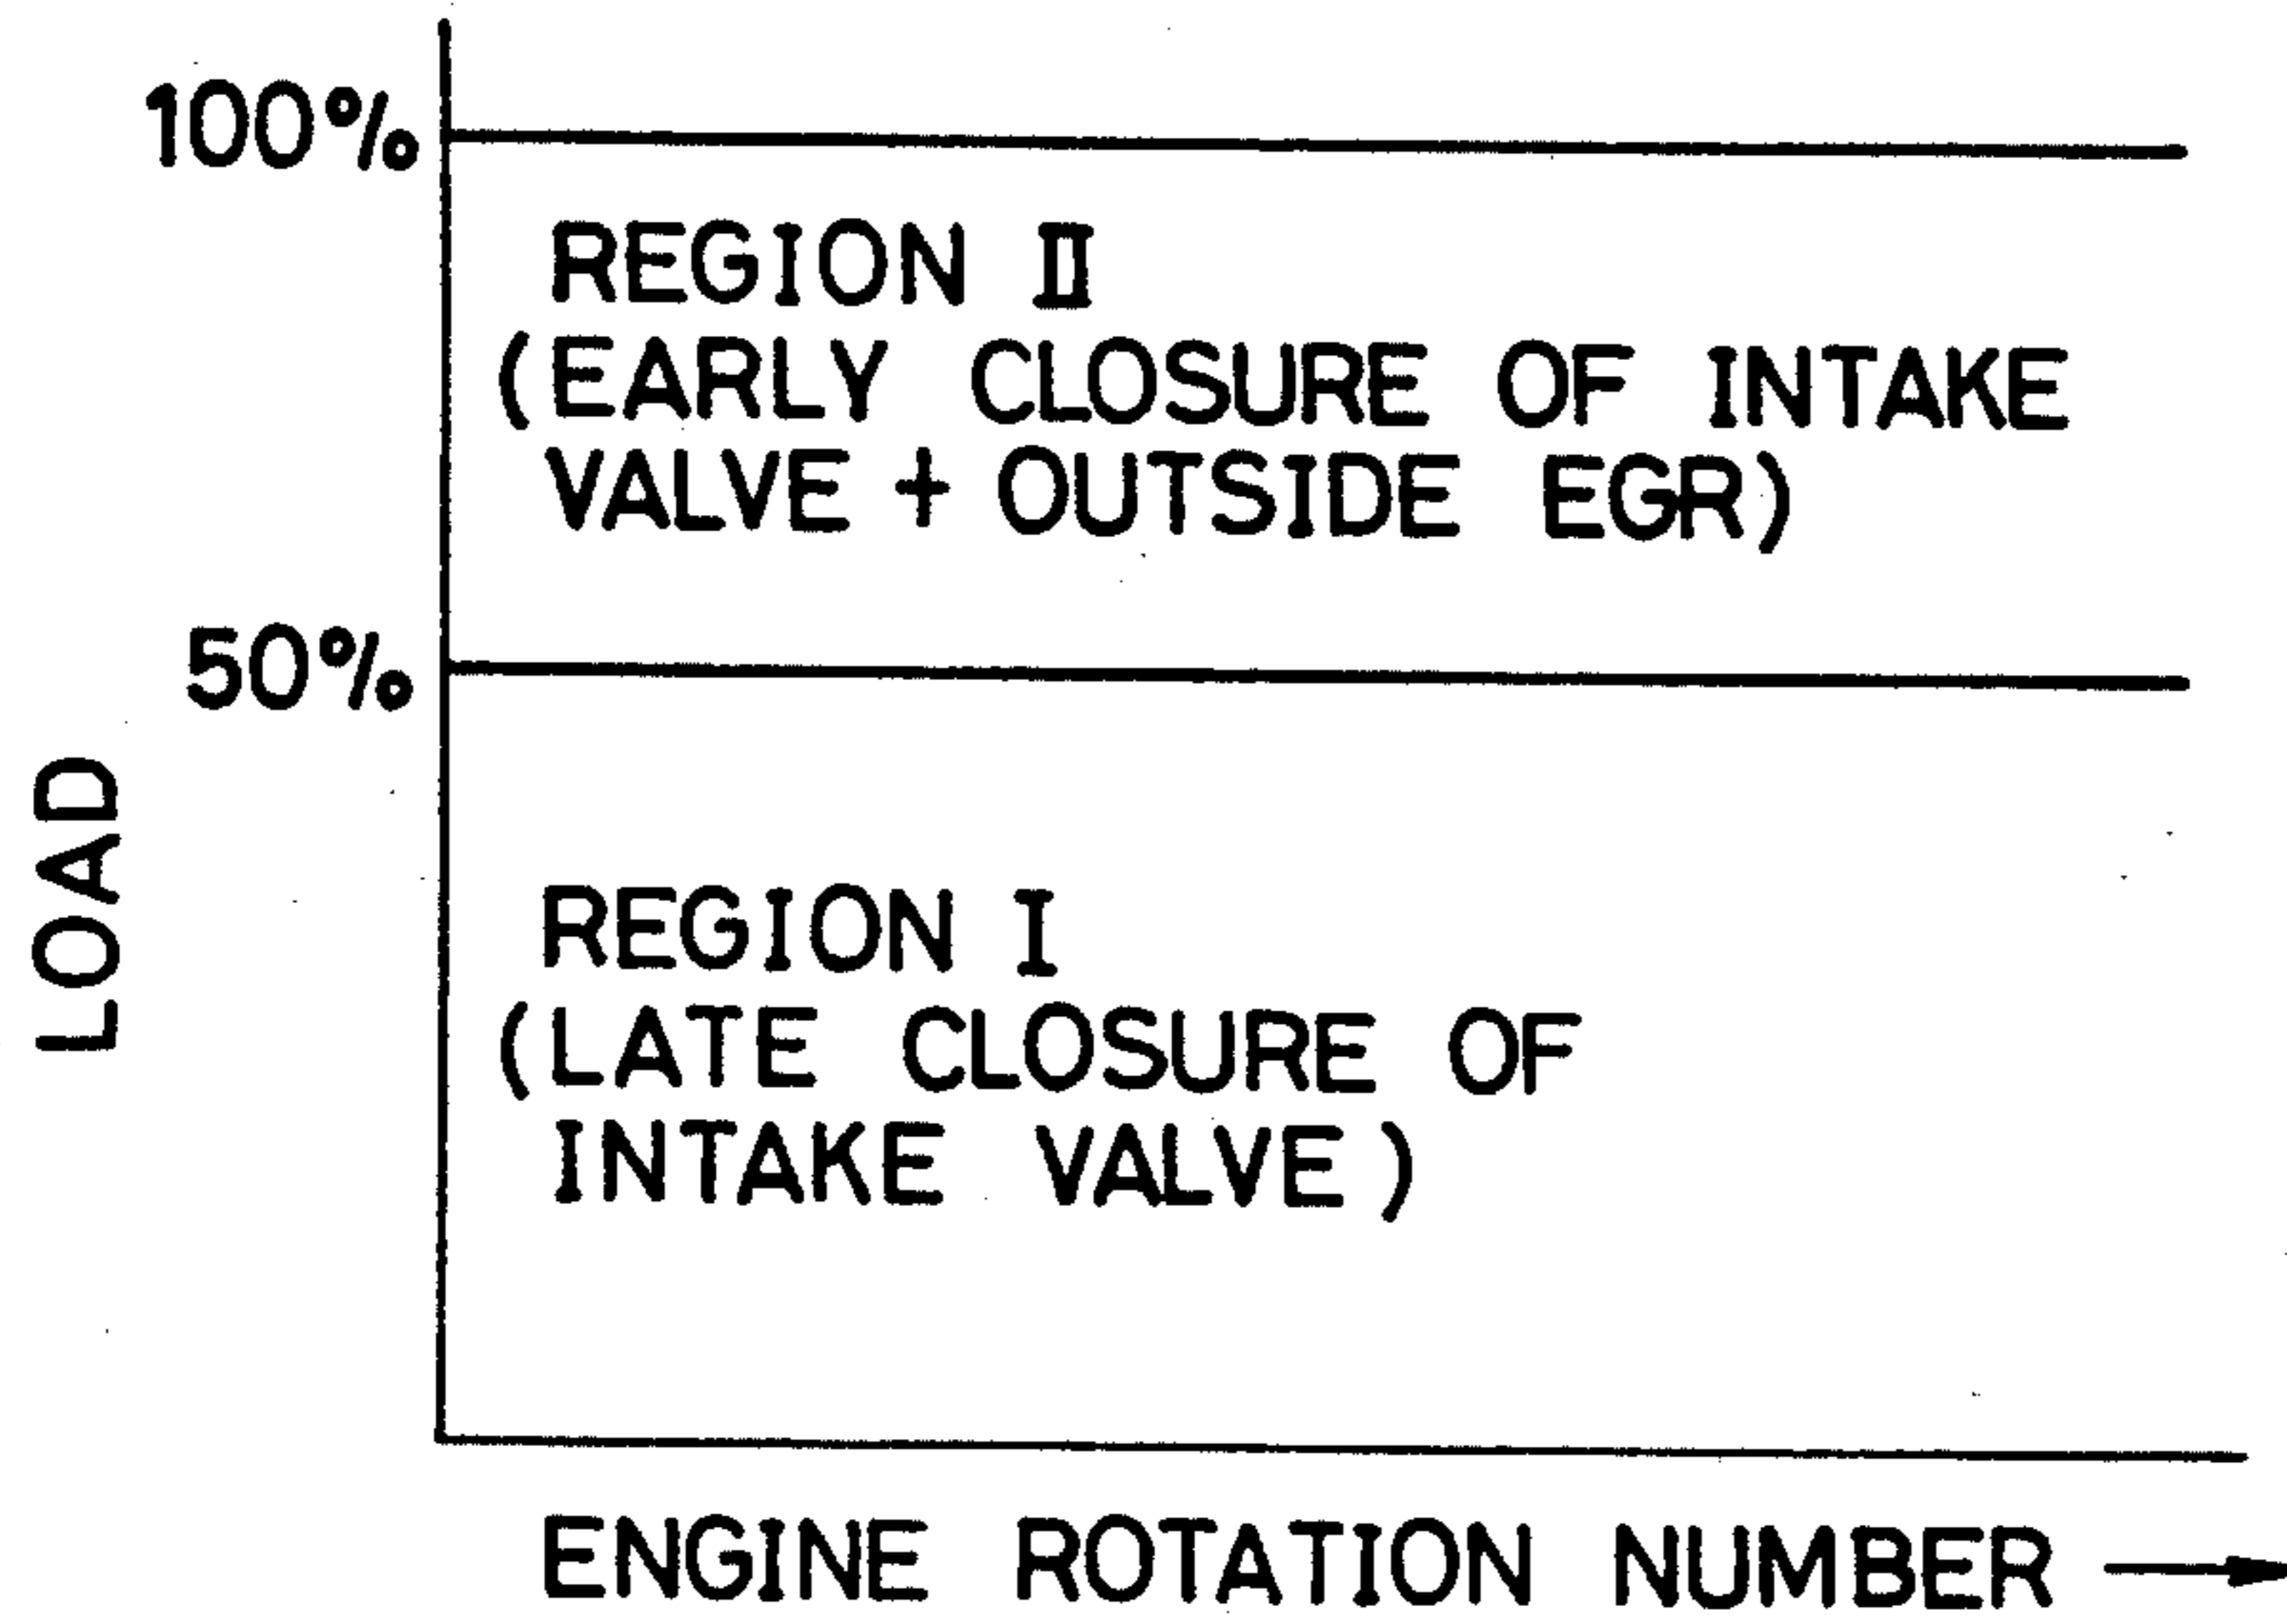 100%
REGION II
(EARLY CLOSURE OF INTAKE
VALVE + OUTSIDE EGR)
50%
LOAD
REGION I
(LATE CLOSURE OF
INTAKE VALVE)
ENGINE ROTATION NUMBER